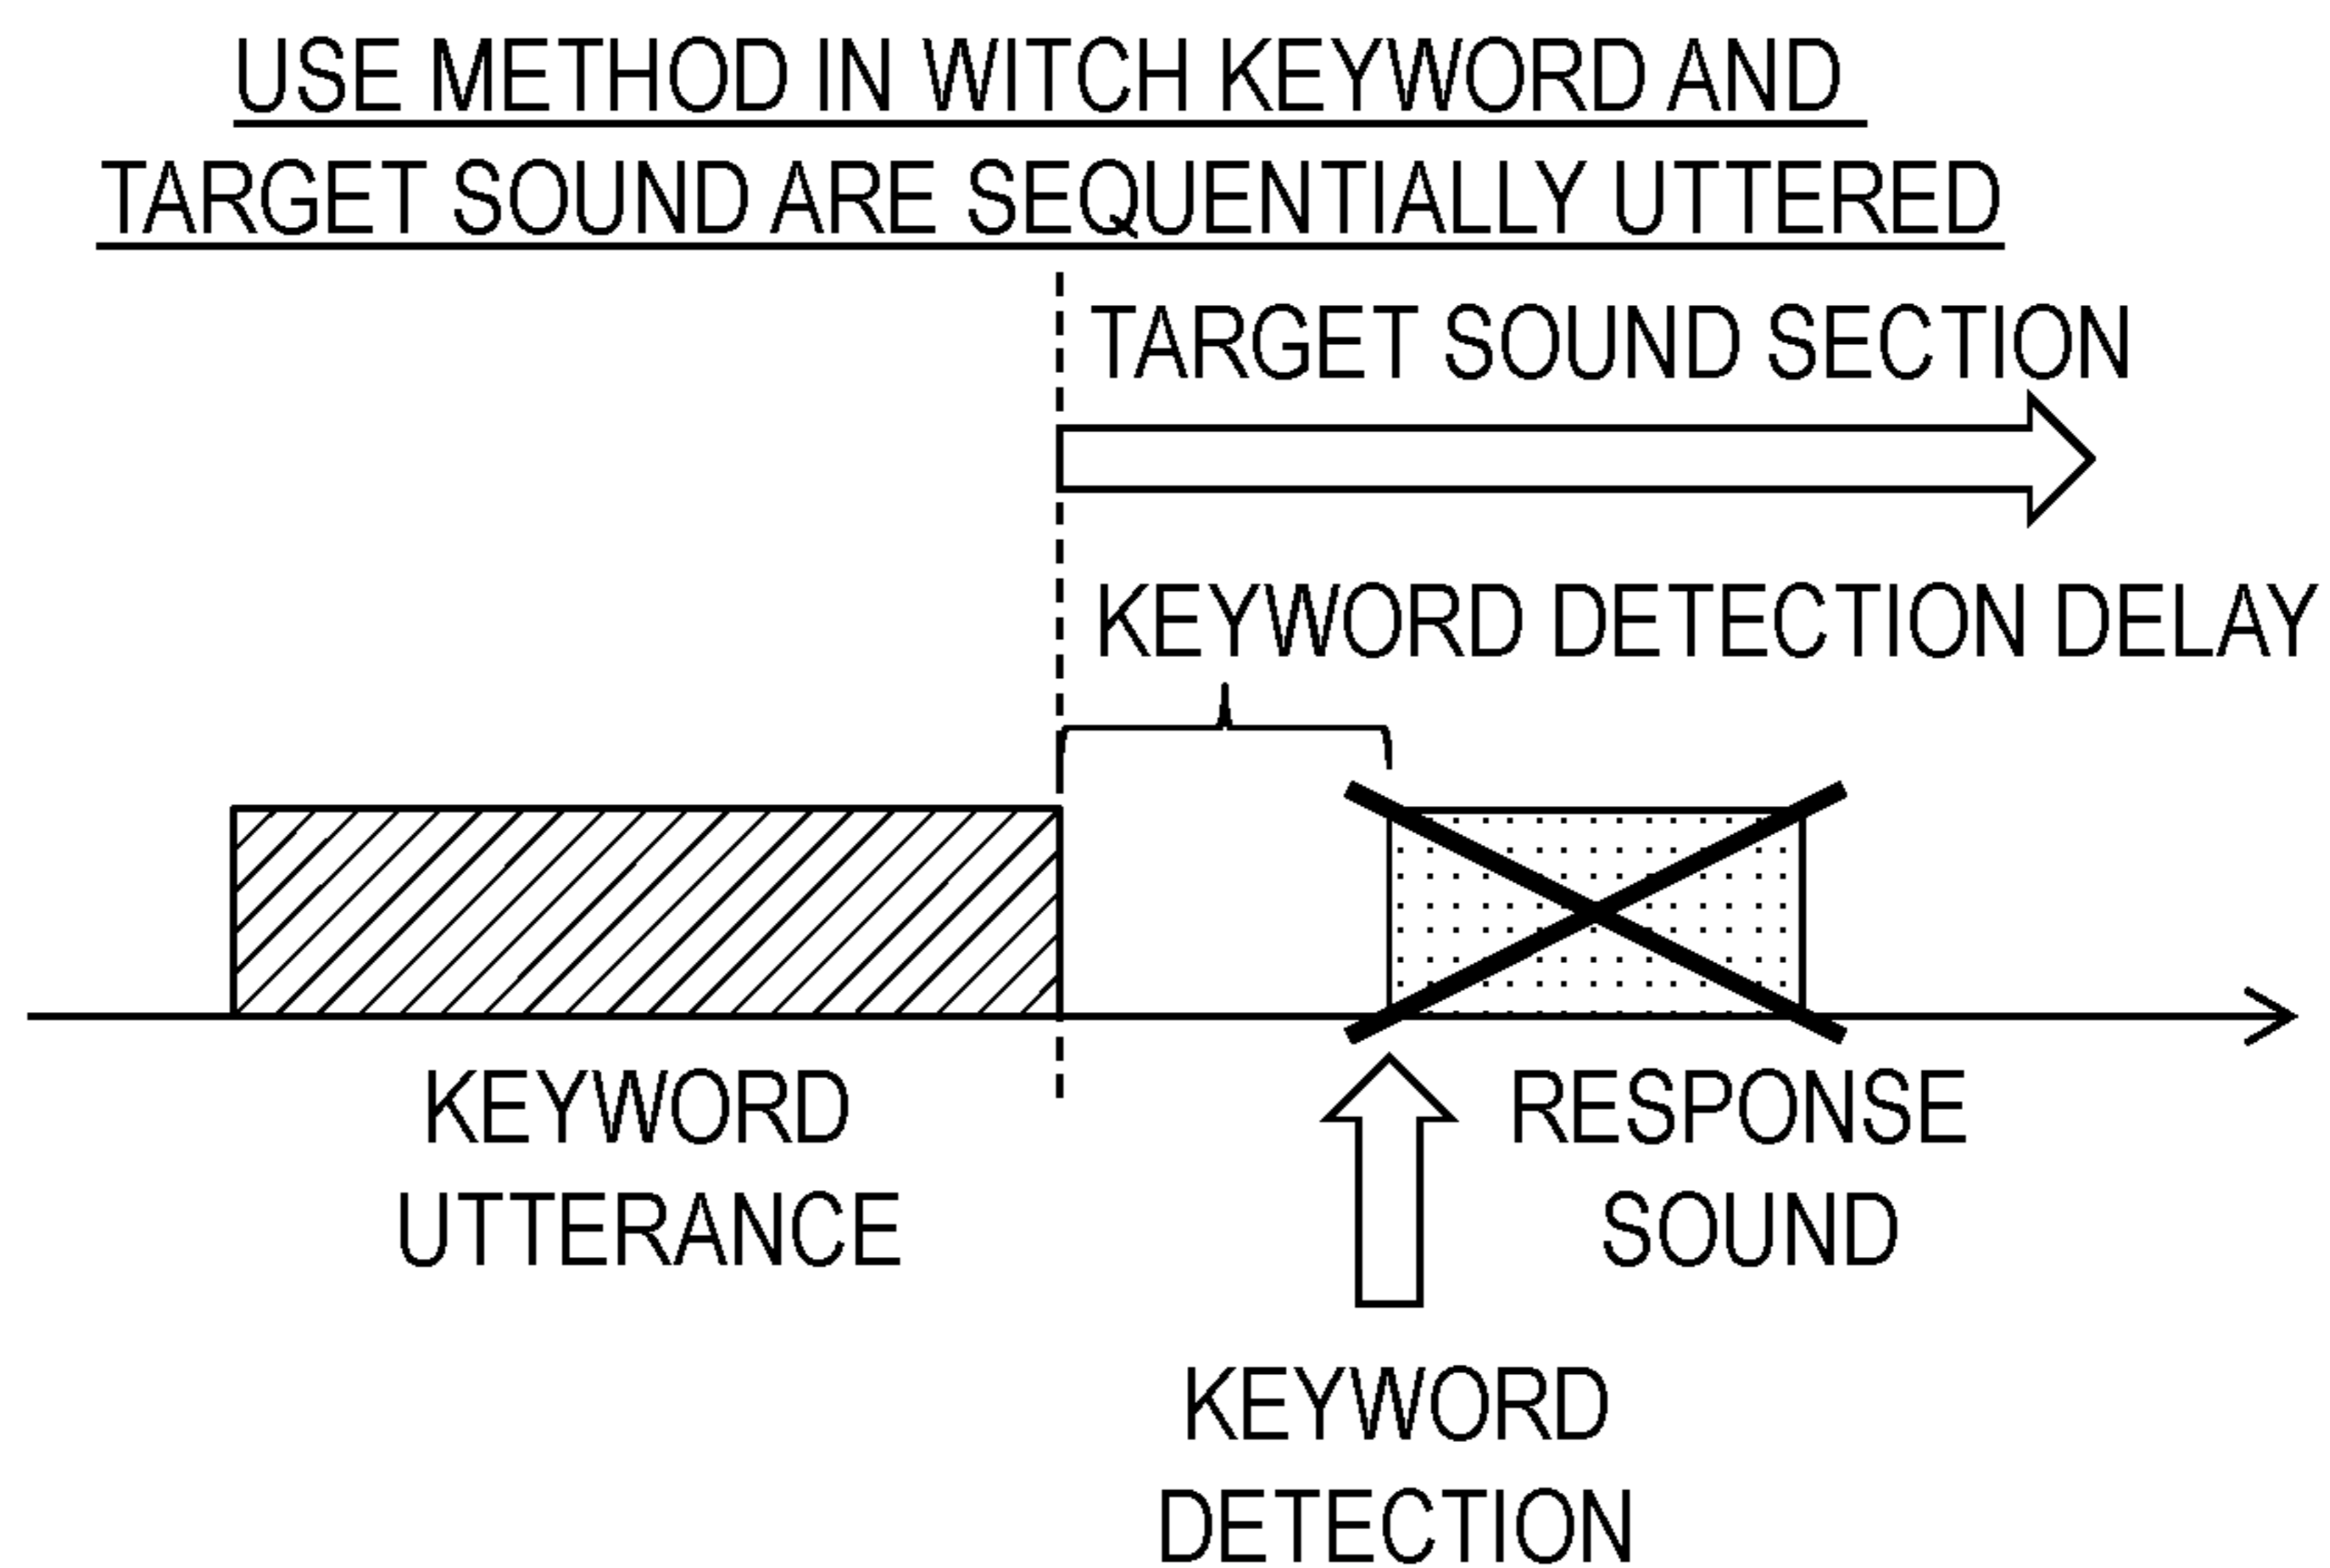 USE METHOD IN WITCH KEYWORD AND
TARGET SOUND ARE SEQUENTIALLY UTTERED
TARGET SOUND SECTION
KEYWORD DETECTION DELAY
KEYWORD
UTTERANCE
RESPONSE
SOUND
KEYWORD
DETECTION